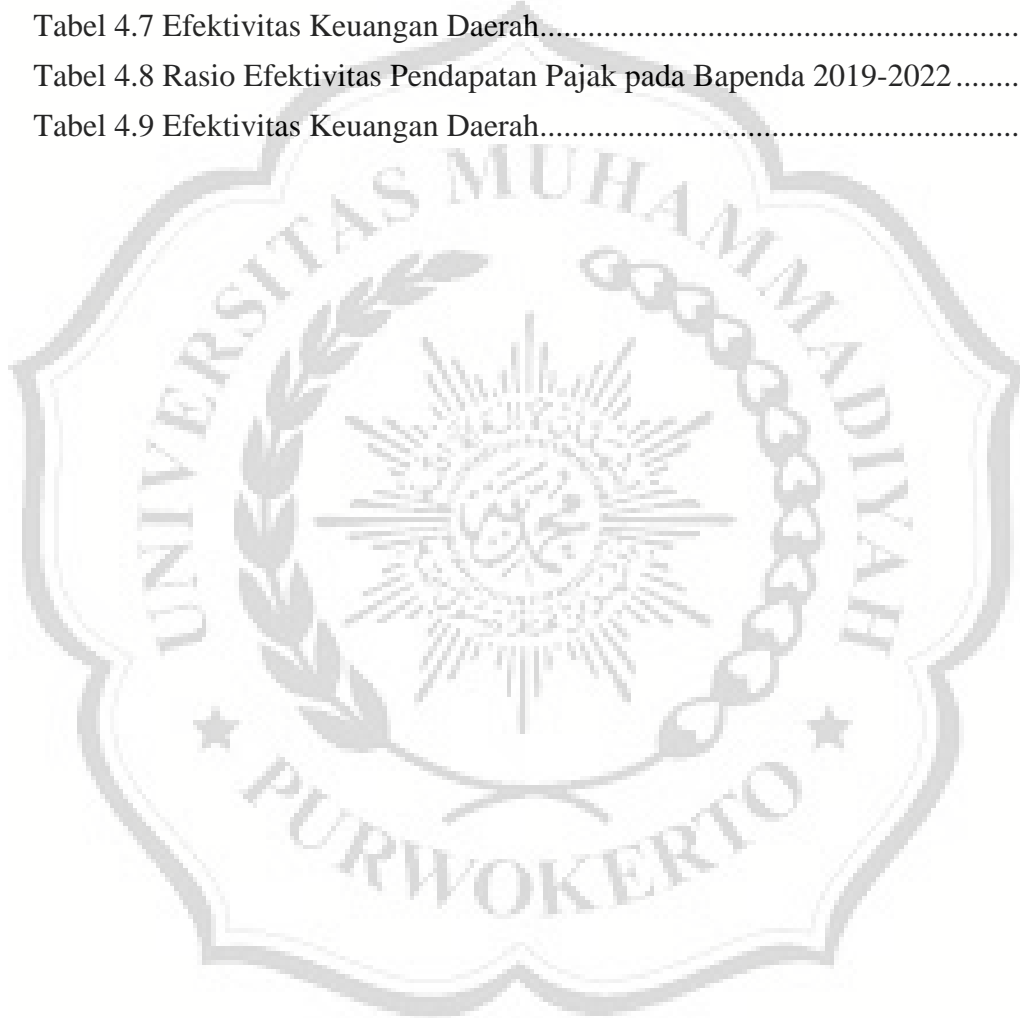 Tabel 4.7 Efektivitas Keuangan Daerah............................................................
Tabel 4.8 Rasio Efektivitas Pendapatan Pajak pada Bapenda 2019-2022........
Tabel 4.9 Efektivitas Keuangan Daerah............................................................
UNIVERSITAS MUHAMMADIYAH
PURWOKERTO